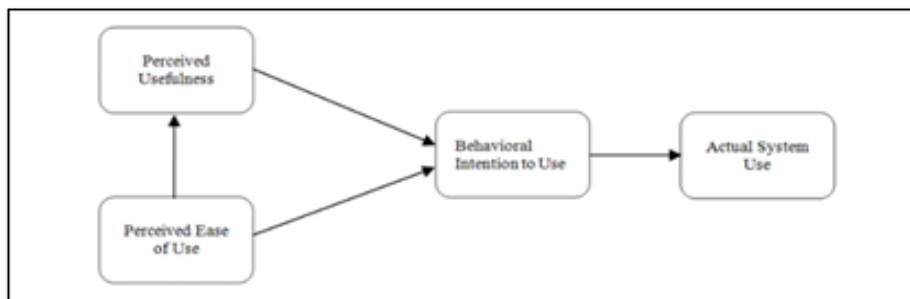 Perceived
Usefulness
Behavioral
Intention to Use
Actual System
Use
Perceived Ease
of Use